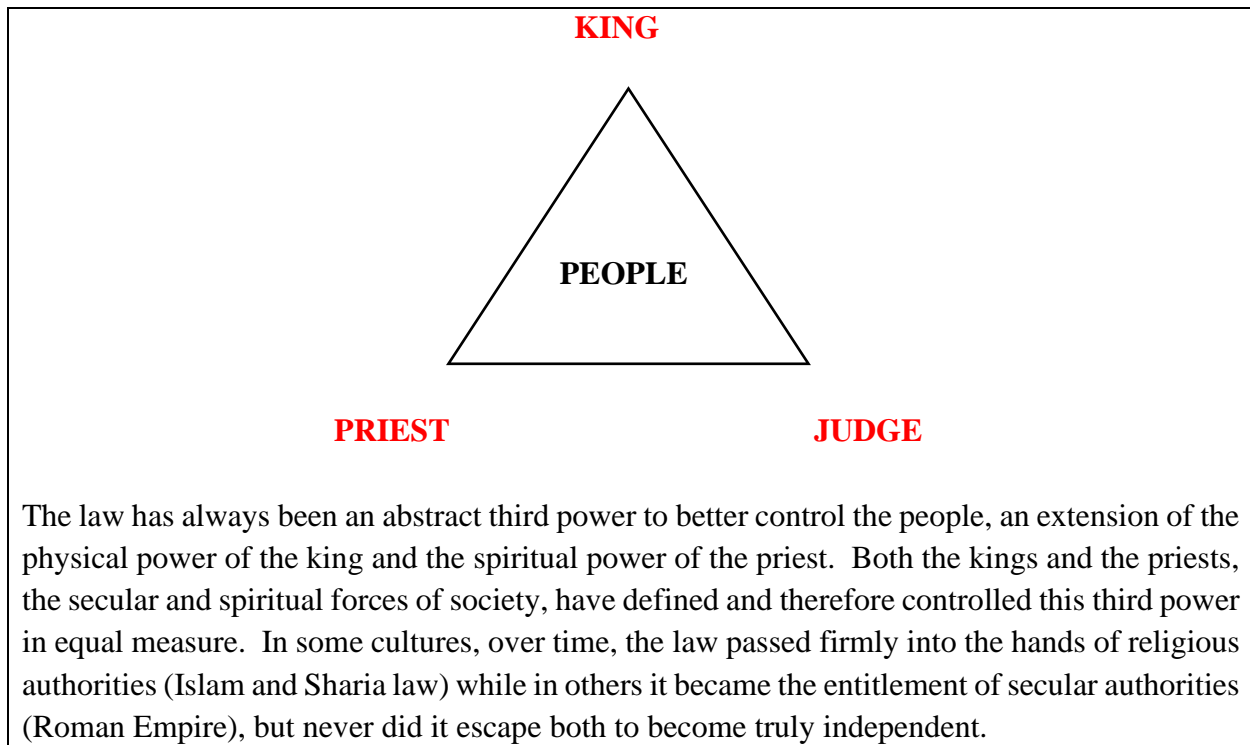 KING
PEOPLE
PRIEST JUDGE
The law has always been an abstract third power to better control the people, an extension of the
physical power of the king and the spiritual power of the priest.  Both the kings and the priests,
the secular and spiritual forces of society, have defined and therefore controlled this third power
in equal measure.  In some cultures, over time, the law passed firmly into the hands of religious
authorities (Islam and Sharia law) while in others it became the entitlement of secular authorities
(Roman Empire), but never did it escape both to become truly independent.